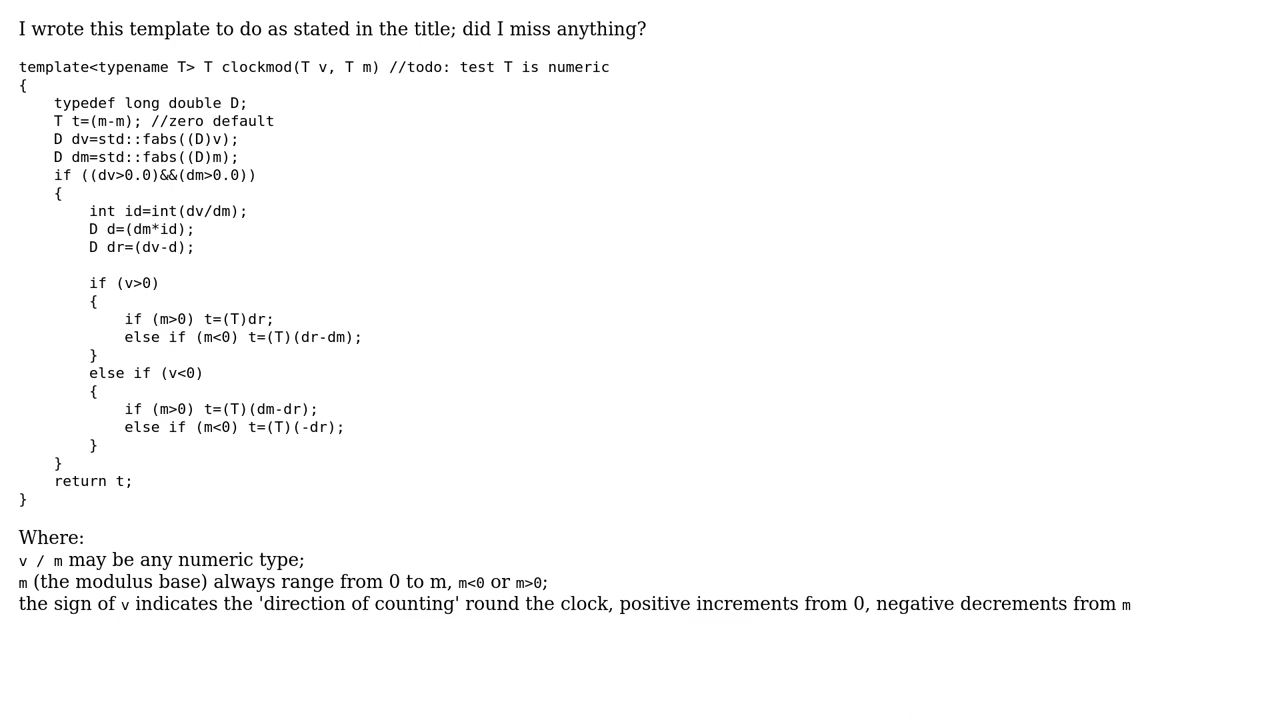 I wrote this template to do as stated in the title; did I miss anything?
template<typename T> T clockmod(T v, T m) //todo: test T is numeric
{
    typedef long double D;
    T t=(m-m); //zero default
    D dv=std::fabs((D)v);
    D dm=std::fabs((D)m);
    if ((dv>0.0)&&(dm>0.0))
    {
        int id=int(dv/dm);
        D d=(dm*id);
        D dr=(dv-d);

        if (v>0)
        {
            if (m>0) t=(T)dr;
            else if (m<0) t=(T)(dr-dm);
        }
        else if (v<0)
        {
            if (m>0) t=(T)(dm-dr);
            else if (m<0) t=(T)(-dr);
        }
    }
    return t;
}
Where:
v / m may be any numeric type;
m (the modulus base) always range from 0 to m, m<0 or m>0;
the sign of v indicates the 'direction of counting' round the clock, positive increments from 0, negative decrements from m